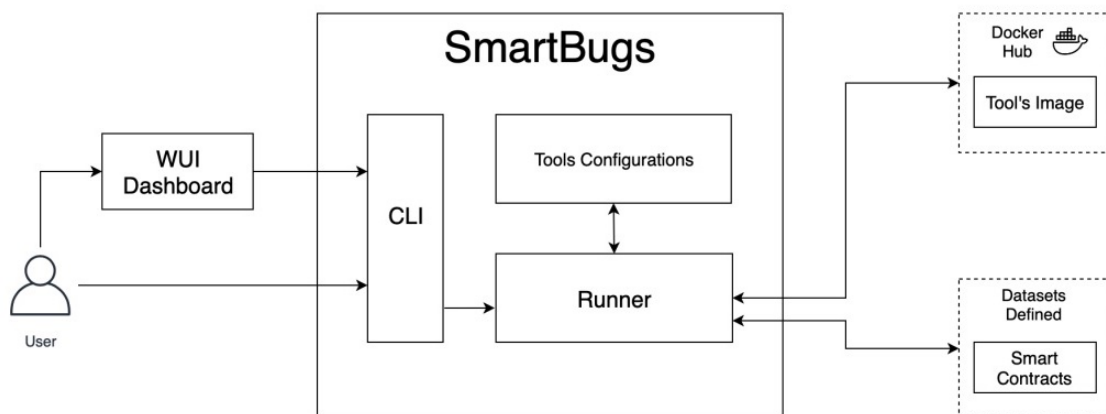 SmartBugs
Docker
Hub
Tool's Image
WUI
Dashboard
CLI
Tools Configurations
Runner
User
Datasets
Defined
Smart
Contracts